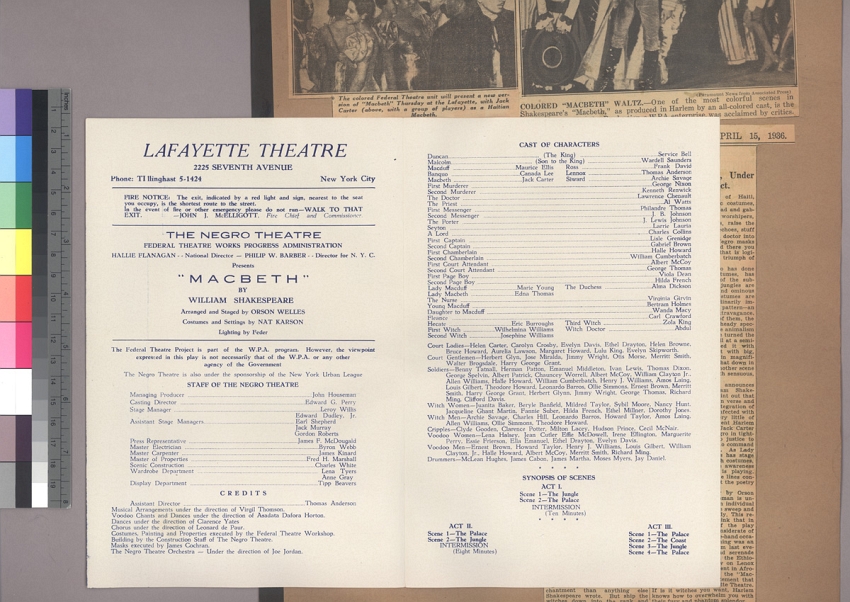 The colored Federal Theatre unit will present a new ver-
sion of "Macbeth" Thursday at the Lafayette, with Jack
Carter (above, with a group of players) as a Haitian
Macbeth.
COLORED "MACBETH" WALTZ.—One of the most colorful scenes in
Shakespeare's "Macbeth," as produced in Harlem by an all-colored cast, is the
enterprise was acclaimed by critics.
APRIL 15, 1936.
LAFAYETTE THEATRE
2225 SEVENTH AVENUE
Phone: TIllinghast 5-1424 New York City
FIRE NOTICE: The exit, indicated by a red light and sign, nearest to the seat
you occupy, is the shortest route to the street.
In the event of fire or other emergency please do not run—WALK TO THAT
EXIT. —JOHN J. McELLIGOTT, Fire Chief and Commissioner
THE NEGRO THEATRE
FEDERAL THEATRE WORKS PROGRESS ADMINISTRATION
HALLIE FLANAGAN - - National Director — PHILIP W. BARBER - - Director for N. Y. C.
Presents
"MACBETH"
BY
WILLIAM SHAKESPEARE
Arranged and Staged by ORSON WELLES
Costumes and Settings by NAT KARSON
Lighting by Feder
The Federal Theatre Project is part of the W.P.A. program. However, the viewpoint
expressed in this play is not necessarily that of the W.P.A. or any other
agency of the Government
The Negro Theatre is also under the sponsorship of the New York Urban League
STAFF OF THE NEGRO THEATRE
Managing Producer John Houseman
Casting Director Edward G. Perry
Stage Manager Leroy Willis
Edward Dudley, Jr.
Assistant Stage Managers Earl Shepherd
Jack Murray
Gordon Roberts
Press Representative James F. McDougald
Master Electrician Byron Webb
Master Carpenter James Kinard
Master of Properties Fred H. Marshall
Scenic Construction Charles White
Wardrobe Department Lena Tyers
Anne Gray
Display Department Tipp Beavers
CREDITS
Assistant Director Thomas Anderson
Musical Arrangements under the direction of Virgil Thomson.
Voodoo Charts and Dances under direction of Asadata Dafora Horton.
Dances under the direction of Clarence Yates
Chorus under the direction of Leonard de Paur.
Costumes, Painting and Properties executed by the Federal Theatre Workshop.
Building by the Construction Staff of The Negro Theatre.
Masks executed by James Cochran.
The Negro Theatre Orchestra — Under the direction of Joe Jordan.
CAST OF CHARACTERS
Duncan (The King) Service Bell
Malcolm (Son to the King) Wardell Saunders
Macduff Maurice Ellis Ross Frank David
Banquo Canada Lee Lennox Thomas Anderson
Macbeth Jack Carter Siward Archie Savage
First Murderer George Nixon
Second Murderer Kenneth Renwick
The Doctor Lawrence Chenault
The Priest Al Watts
First Messenger Philandre Thomas
Second Messenger J. B. Johnson
The Porter J. Lewis Johnson
Seyton Larrie Lauria
A Lord Charles Collins
First Captain Lisle Grenidge
Second Captain Gabriel Brown
First Chamberlain Halle Howard
Second Chamberlain William Cumberbatch
First Court Attendant Albert McCoy
Second Court Attendant George Thomas
First Page Boy Viola Dean
Second Page Boy Hilda French
Lady Macduff Marie Young The Duchess Alma Dickson
Lady Macbeth Edna Thomas
The Nurse Virginia Girvin
Young Macduff Bertram Holmes
Daughter to Macduff Wanda Macy
Fleance Carl Crawford
Hecate Eric Burroughs Third Witch Zola King
First Witch Wilhelmina Williams Witch Doctor Abdul
Second Witch Josephine Williams
Court Ladies—Helen Carter, Carolyn Crosby, Evelyn Davis, Ethel Drayton, Helen Browne,
Bruce Howard, Aurelia Lawson, Margaret Howard, Lulu King, Evelyn Skipworth.
Court Gentlemen—Herbert Glyn, Jose Miralda, Jimmy Wright, Otis Morse, Merritt Smith,
Walter Brogsdale, Harry George Grant.
Soldiers—Benny Tattnall, Herman Patton, Emanuel Middleton, Ivan Lewis, Thomas Dixon,
George Spelvin, Albert Patrick, Chauncey Worrell, Albert McCoy, William Clayton Jr.,
Allen Williams, Halle Howard, William Cumberbatch, Henry J. Williams, Amos Laing,
Louis Gilbert, Theodore Howard, Leonardo Barros, Ollie Simmons, Ernest Brown, Merritt
Smith, Harry George Grant, Herbert Glynn, Jimmy Wright, George Thomas, Richard
Ming, Clifford Davis.
Witch Women—Juanita Baker, Beryle Banfield, Mildred Taylor, Sybil Moore, Nancy Hunt,
Jacqueline Ghant Martin, Fannie Suber, Hilda French, Ethel Millner, Dorothy Jones.
Witch Men—Archie Savage, Charles Hill, Leonardo Barros, Howard Taylor, Amos Laing,
Allen Williams, Ollie Simmons, Theodore Howard.
Cripples—Clyde Gooden, Clarence Potter, Milton Lacey, Hudson Prince, Cecil McNair.
Voodoo Women—Lena Halsey, Jean Cutler, Effie McDowell, Irene Ellington, Marguerite
Perry, Essie Frierson, Ella Emanuel, Ethel Drayton, Evelyn Davis.
Voodoo Men—Ernest Brown, Howard Taylor, Henry J. Williams, Louis Gilbert, William
Clayton, Jr., Halle Howard, Albert McCoy, Merritt Smith, Richard Ming.
Drummers—McLean Hughes, James Cabon, James Martha, Moses Myers, Jay Daniel.
SYNOPSIS OF SCENES
ACT I.
Scene 1—The Jungle
Scene 2—The Palace
INTERMISSION
(Ten Minutes)
ACT II. ACT III.
Scene 1—The Palace Scene 1—The Palace
Scene 2—The Jungle Scene 2—The Coast
INTERMISSION Scene 3—The Jungle
(Eight Minutes) Scene 4—The Palace